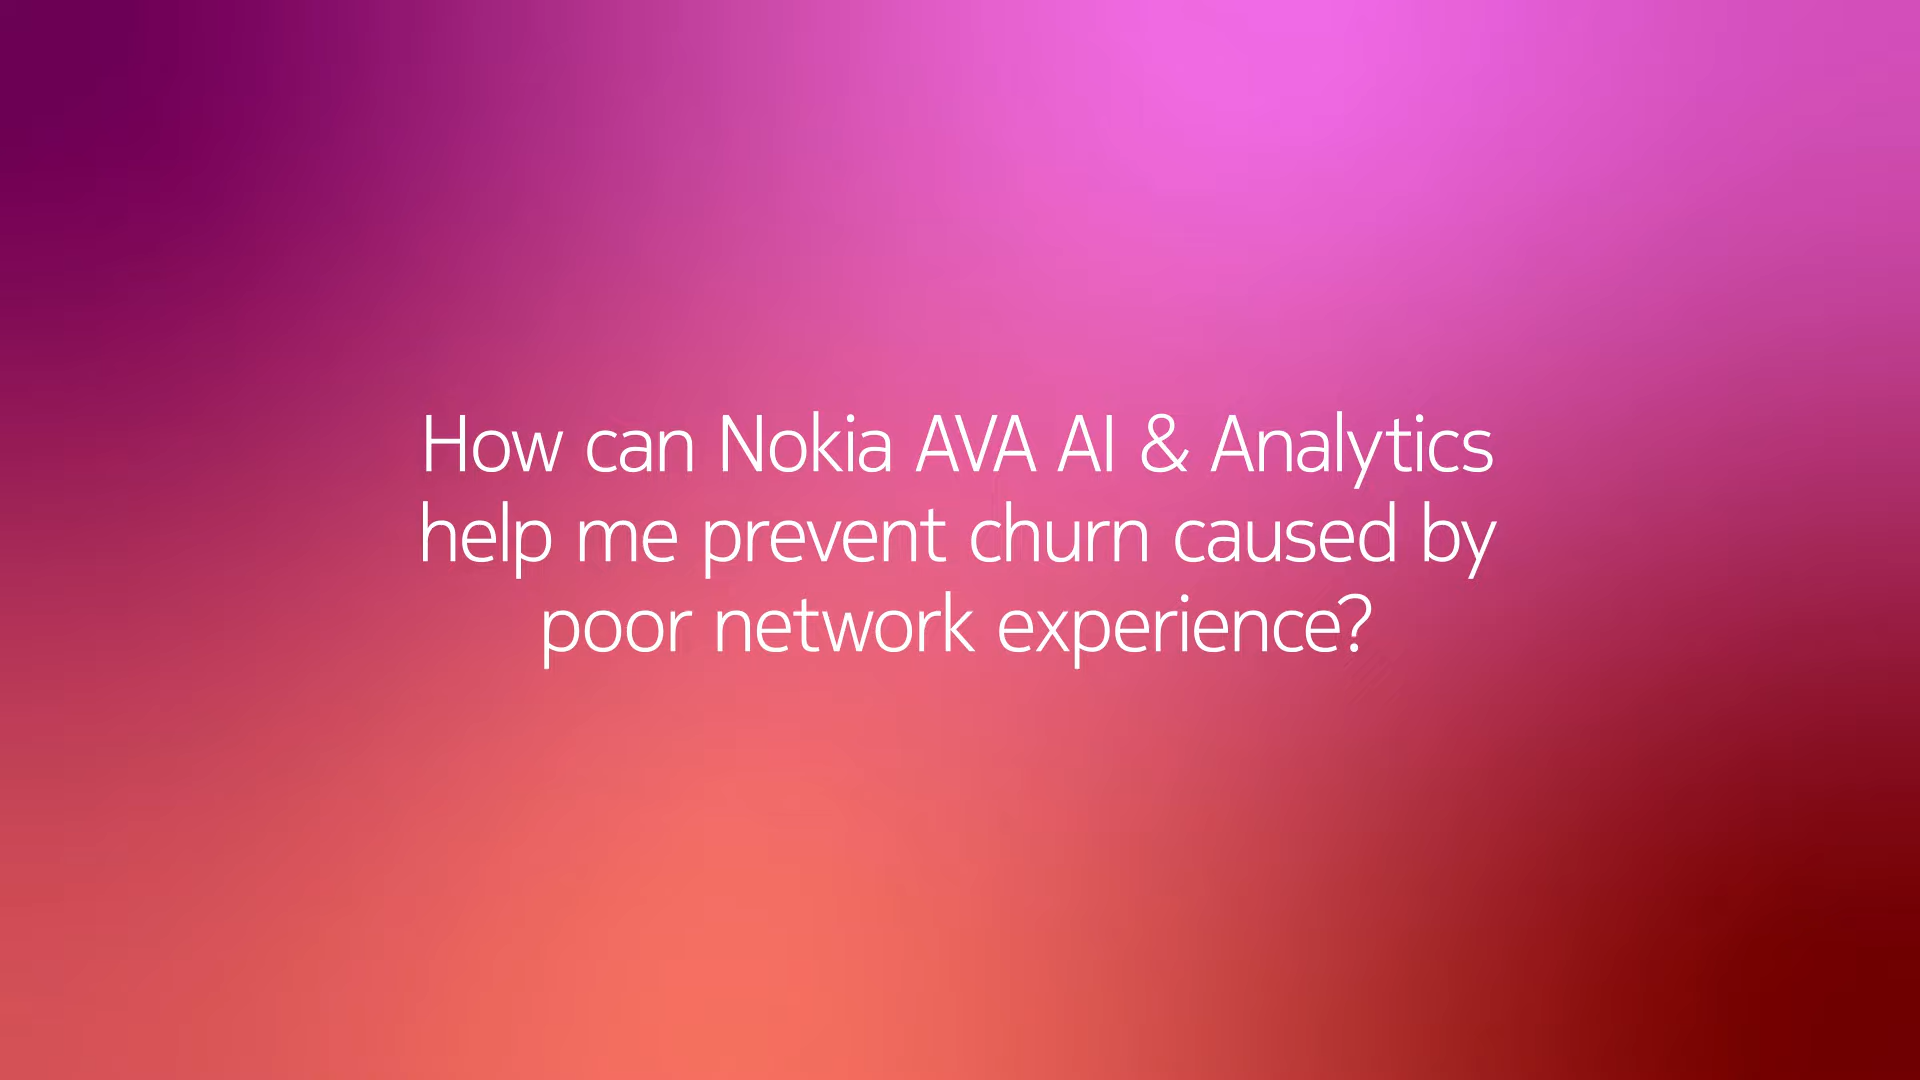 How can Nokia AVA AI & Analytics
help me prevent churn caused by
poor network experience?